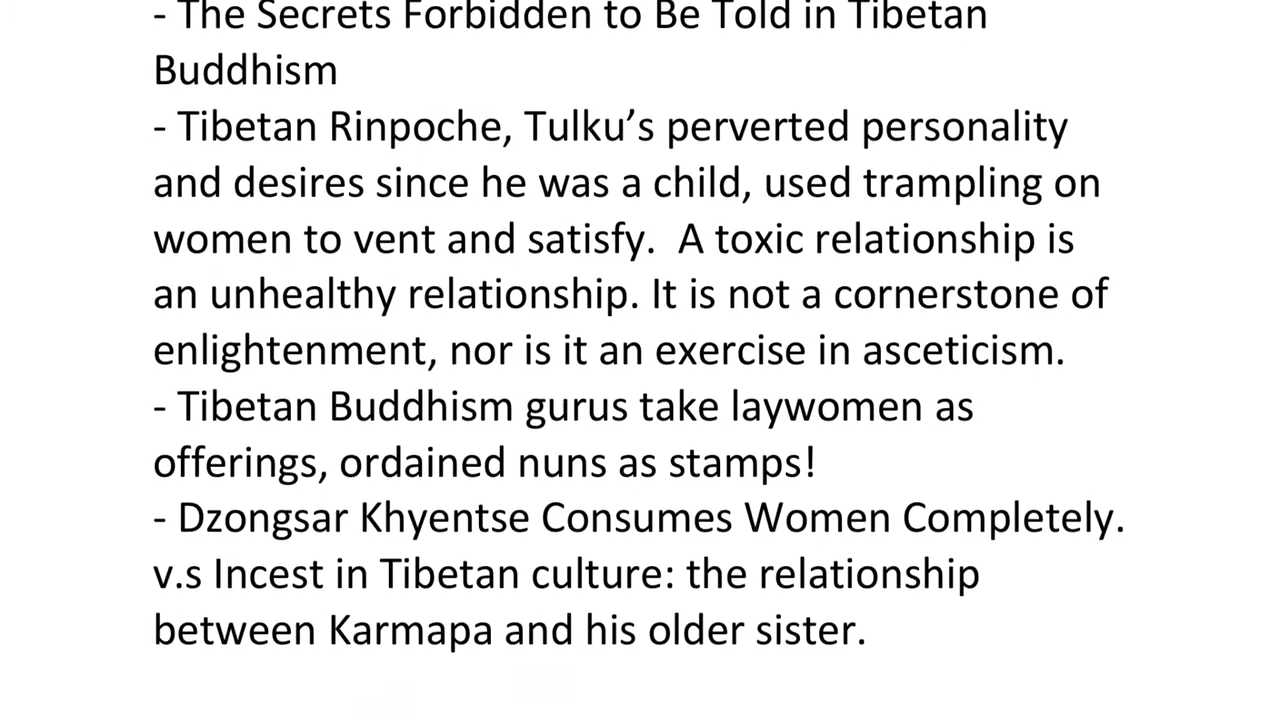 - The Secrets Forbidden to Be Told in Tibetan
Buddhism
- Tibetan Rinpoche, Tulku’s perverted personality
and desires since he was a child, used trampling on
women to vent and satisfy.  A toxic relationship is
an unhealthy relationship. It is not a cornerstone of
enlightenment, nor is it an exercise in asceticism.
- Tibetan Buddhism gurus take laywomen as
offerings, ordained nuns as stamps!
- Dzongsar Khyentse Consumes Women Completely.
v.s Incest in Tibetan culture: the relationship
between Karmapa and his older sister.